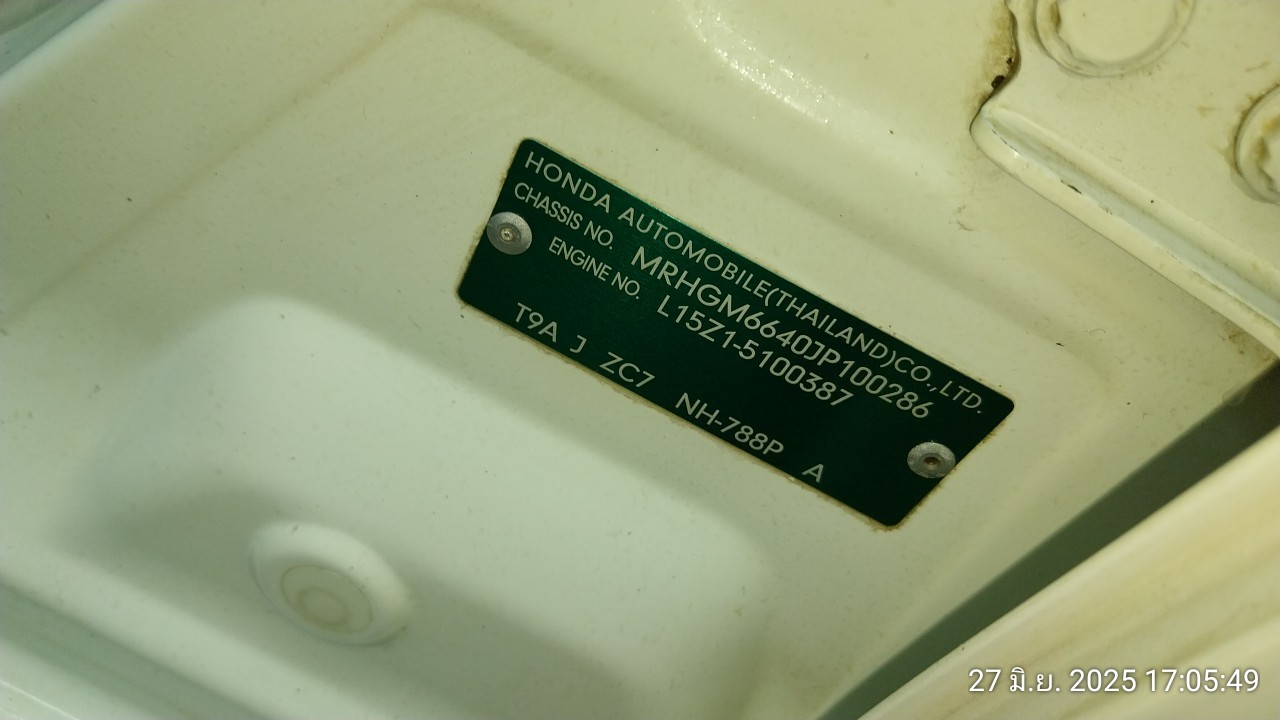 HONDA AUTOMOBILE(THAILAND)CO.,LTD.
CHASSIS NO. MRHGM6640JP100286
ENGINE NO. L15Z1-5100387
T9A J ZC7 NH-788P A
27 มิ.ย. 2025 17:05:49